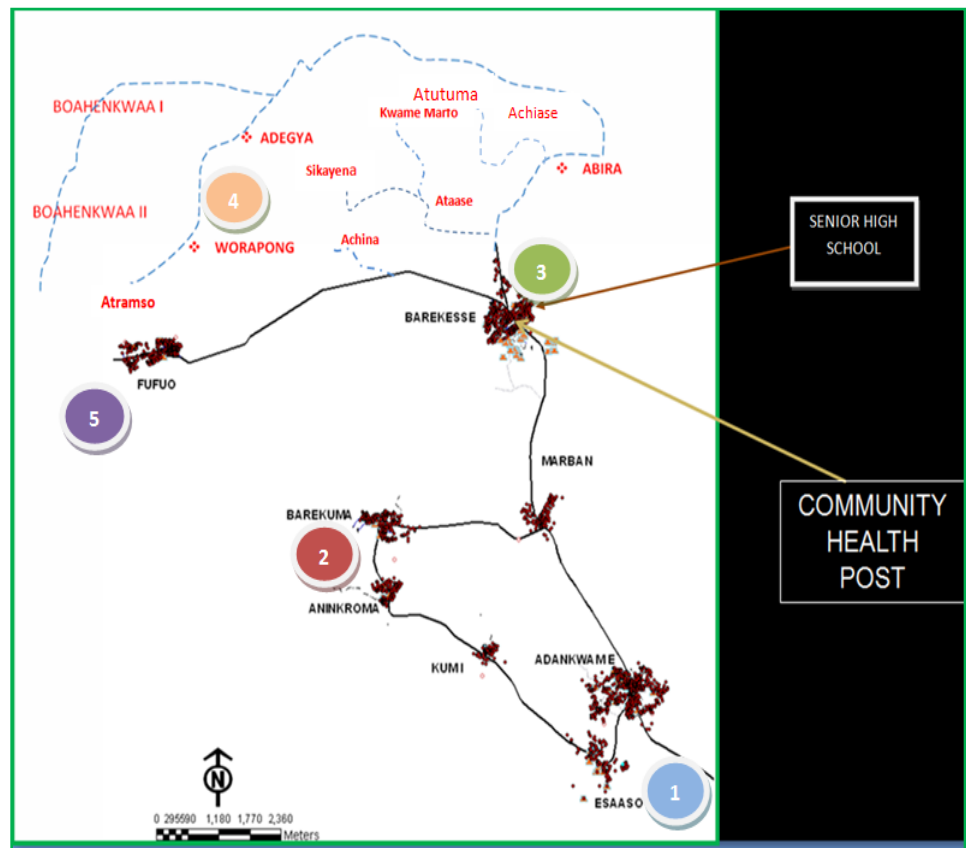 Atutuma
BOAHENKWAA I
Kwame Marto
Achiase
ADEGYA
Sikayena
ABIRA
4
Ataase
BOAHENKWAA II
SENIOR HIGH
SCHOOL
WORAPONG
Achina
3
Atramso
BAREKESSE
FUFUO
5
MARBAN
COMMUNITY
HEALTH
POST
BAREKUMA
2
ANINKROMA
KUMI
ADANKWAME
N
1
ESAASO
0 295590 1,180 1,770 2,360
Meters